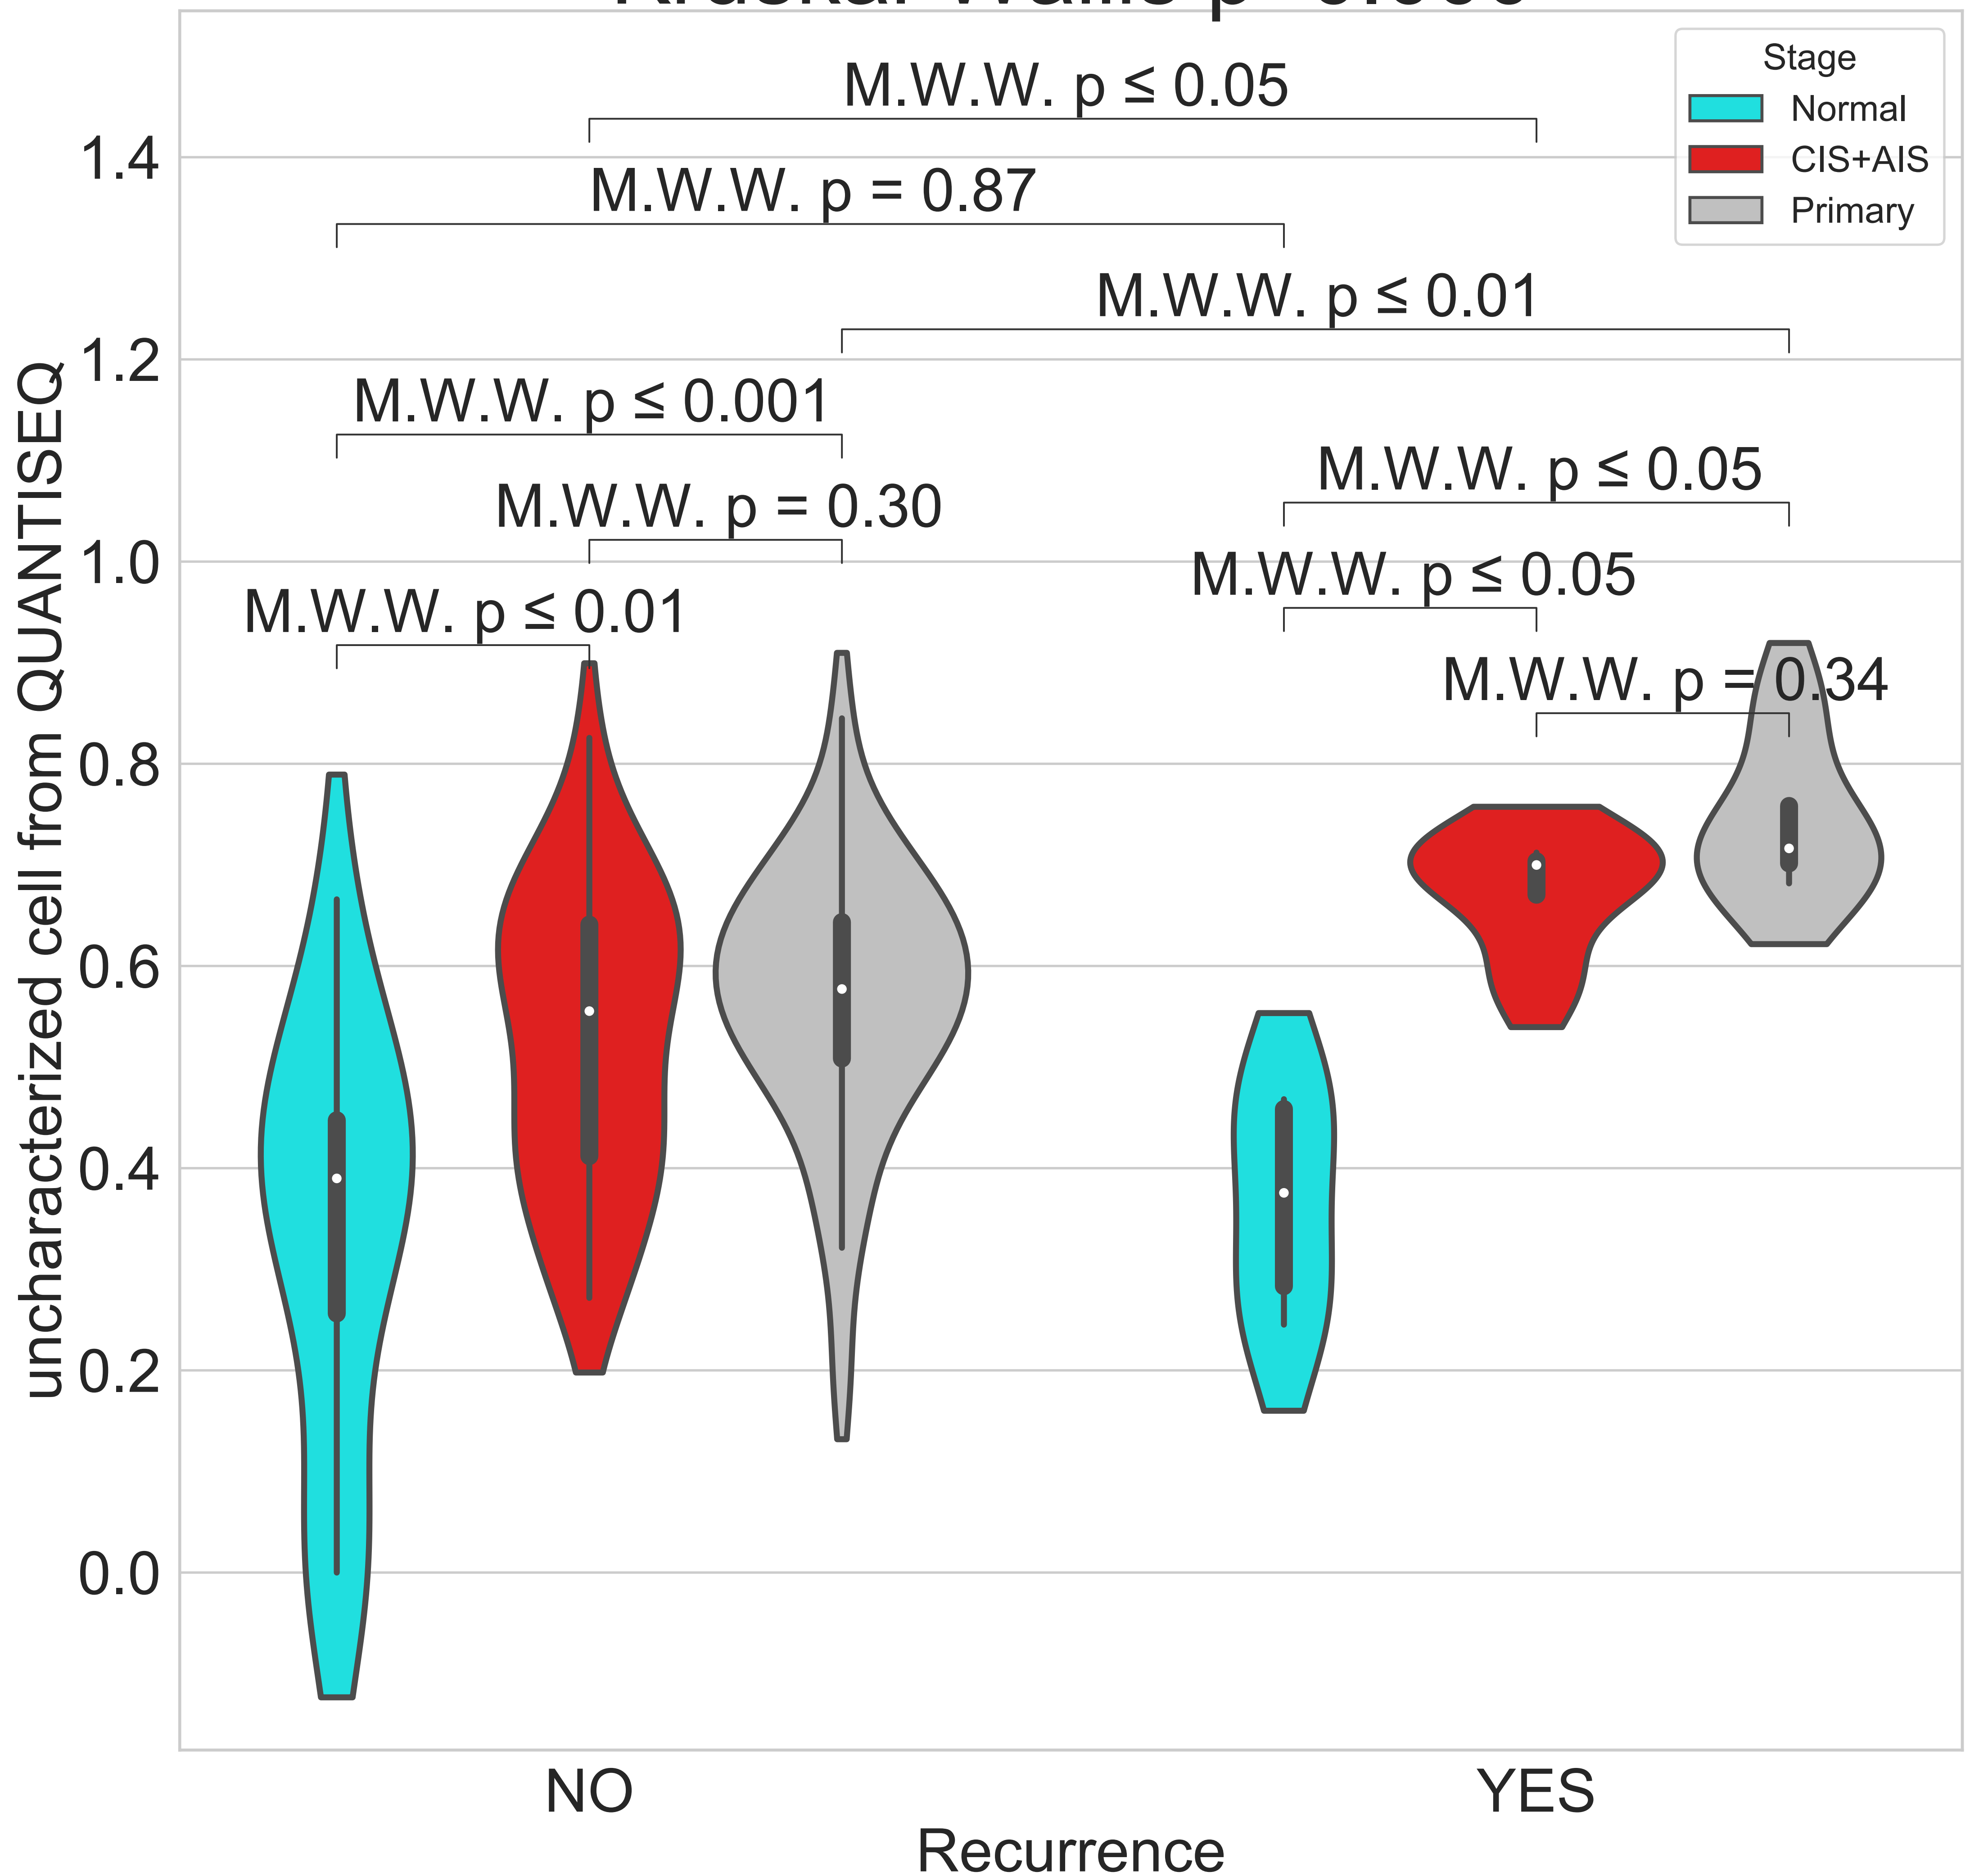 Stage
Normal
CIS+AIS
Primary
M.W.W. p ≤ 0.05
M.W.W. p = 0.87
M.W.W. p ≤ 0.01
M.W.W. p ≤ 0.001
M.W.W. p ≤ 0.05
M.W.W. p = 0.30
M.W.W. p ≤ 0.05
M.W.W. p ≤ 0.01
M.W.W. p = 0.34
uncharacterized cell from QUANTISEQ
1.4
1.2
1.0
0.8
0.6
0.4
0.2
0.0
NO
YES
Recurrence